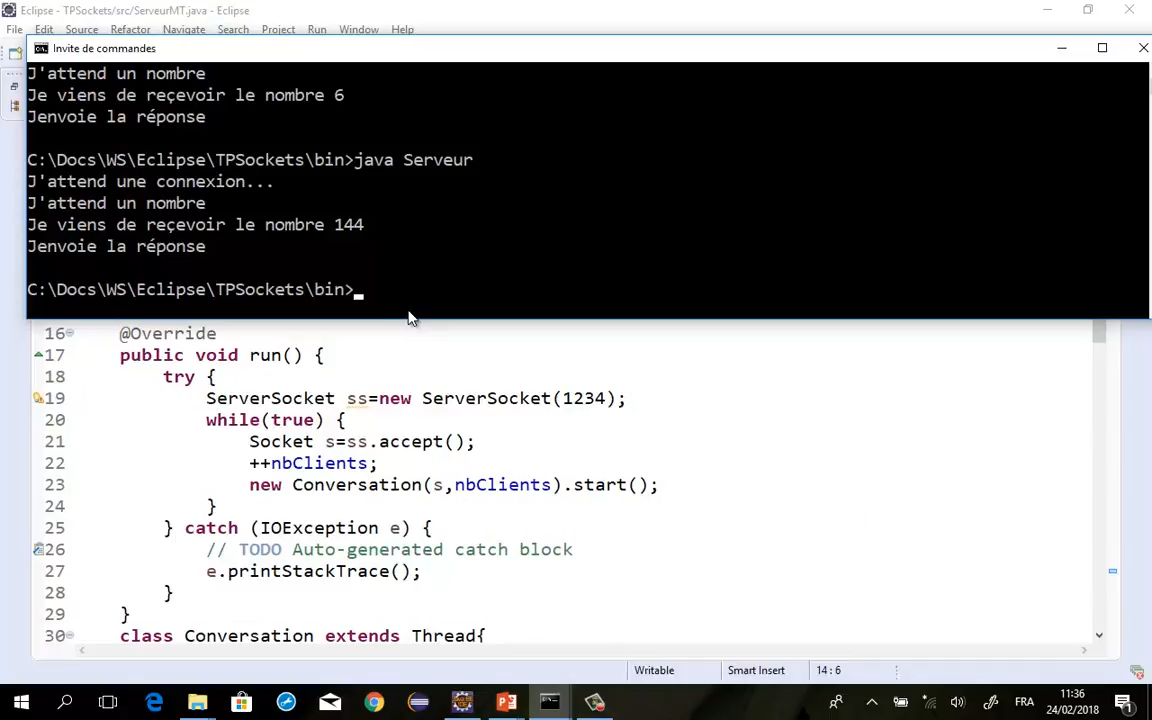 Eclipse - TPSockets/src/ServeurMT.java - Eclipse
File Edit Source Refactor Navigate Search Project Run Window Help
Invite de commandes
J'attend un nombre
Je viens de reçevoir le nombre 6
Jenvoie la réponse
C:\Docs\WS\Eclipse\TPSockets\bin>java Serveur
J'attend une connexion...
J'attend un nombre
Je viens de reçevoir le nombre 144
Jenvoie la réponse
C:\Docs\WS\Eclipse\TPSockets\bin>
16 @Override
17 public void run() {
18 try {
19 ServerSocket ss=new ServerSocket(1234);
20 while(true) {
21 Socket s=ss.accept();
22 ++nbClients;
23 new Conversation(s,nbClients).start();
24 }
25 } catch (IOException e) {
26 // TODO Auto-generated catch block
27 e.printStackTrace();
28 }
29 }
30 class Conversation extends Thread{
Writable Smart Insert 14 : 6
FRA 11:36
24/02/2018